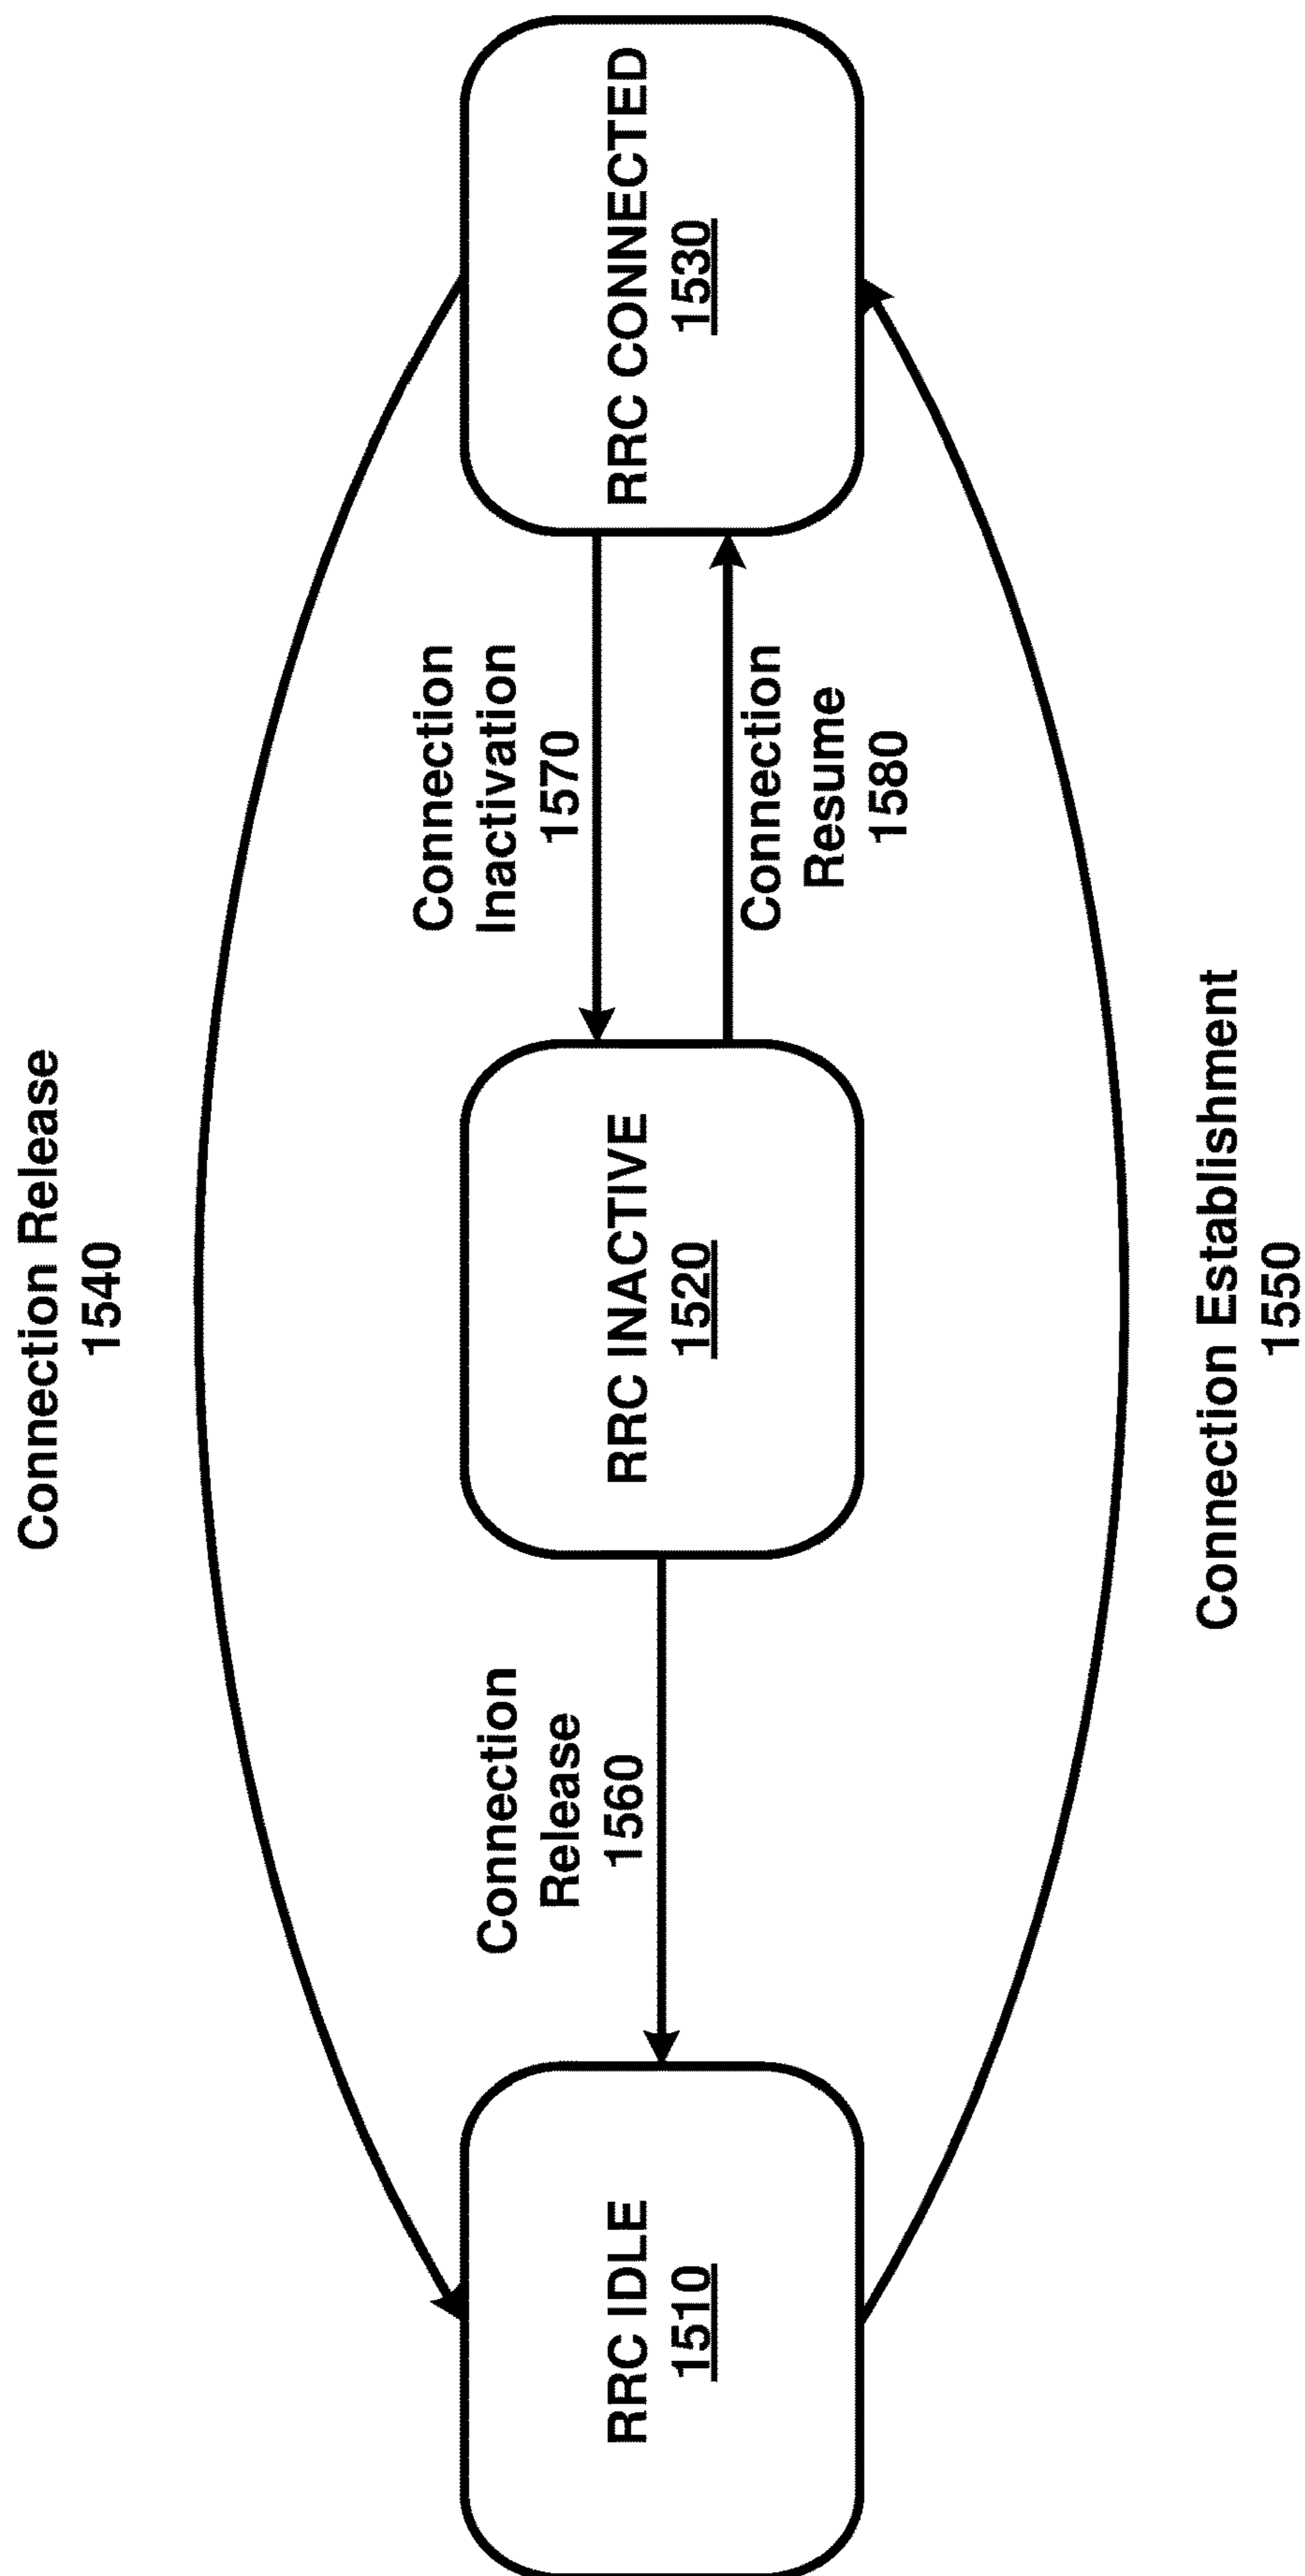 Connection Release
1540
RRC IDLE
1510
Connection
Release
1560
RRC INACTIVE
1520
Connection
Inactivation
1570
Connection
Resume
1580
RRC CONNECTED
1530
Connection Establishment
1550